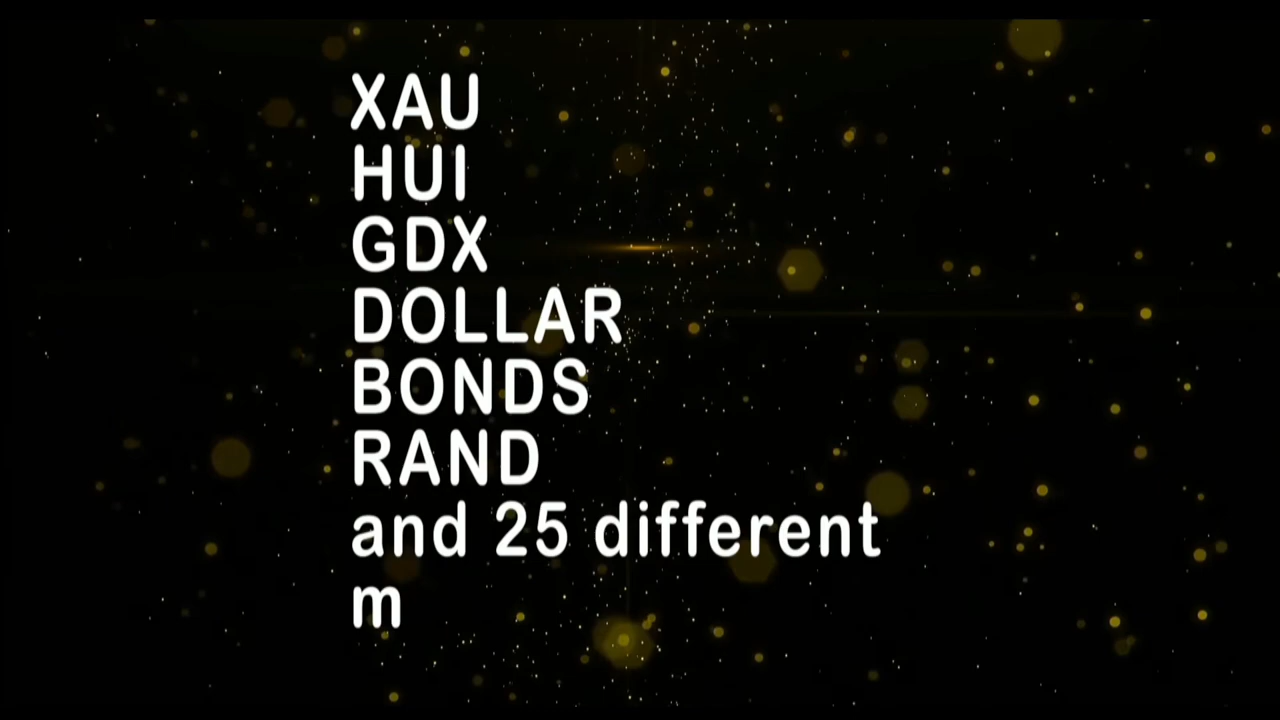 XAU
HUI
GDX
DOLLAR
BONDS
RAND
and 25 different
m